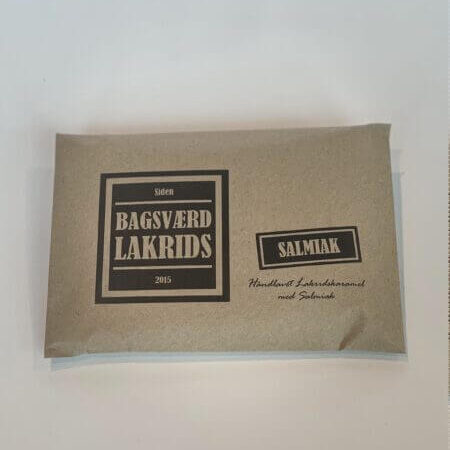 Siden
BAGSVÆRD
LAKRIDS
2015
SALMIAK
Håndlavet Lakridskaramel
med Salmiak